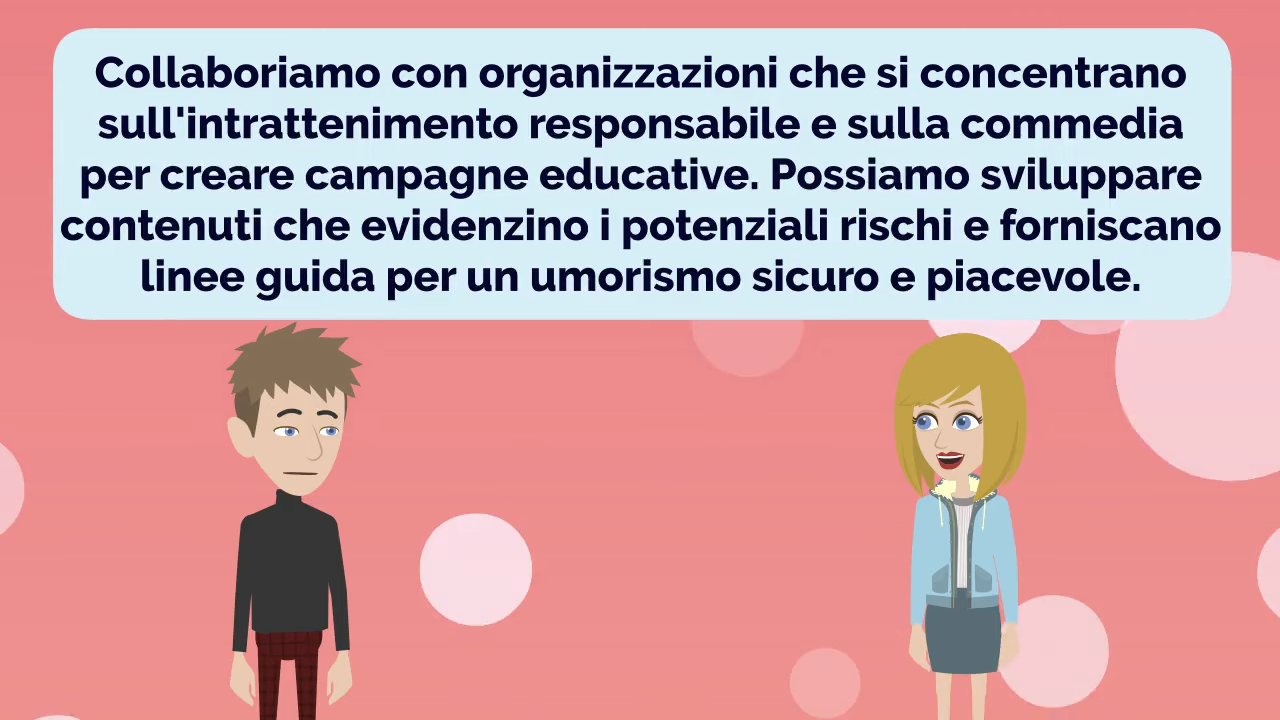 Collaboriamo con organizzazioni che si concentrano
sull'intrattenimento responsabile e sulla commedia
per creare campagne educative. Possiamo sviluppare
contenuti che evidenzino i potenziali rischi e forniscano
linee guida per un umorismo sicuro e piacevole.